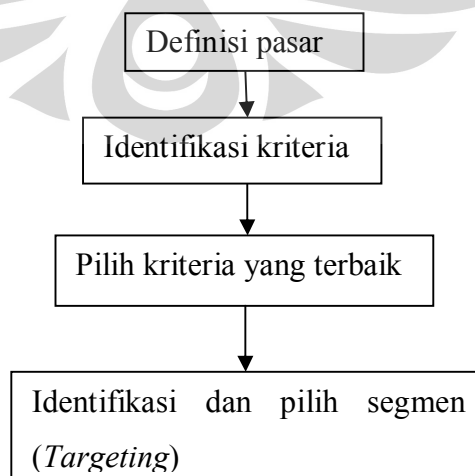 Definisi pasar
Identifikasi kriteria
Pilih kriteria yang terbaik
Identifikasi dan pilih segmen
(Targeting)